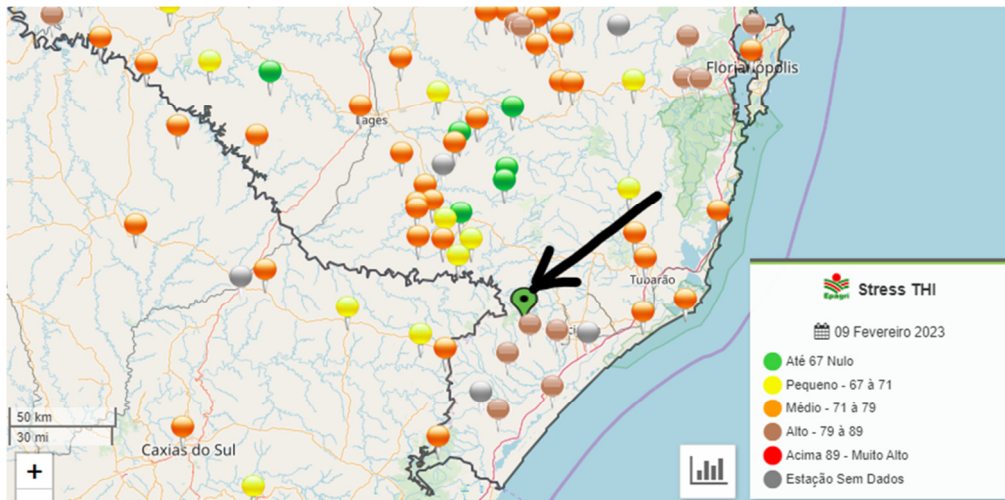 Florianópolis
Lages
Tubarão
Caxias do Sul
50 km
30 mi
+
Epagri
Stress THI
09 Fevereiro 2023
Até 67 Nulo
Pequeno - 67 à 71
Médio - 71 à 79
Alto - 79 à 89
Acima 89 - Muito Alto
Estação Sem Dados